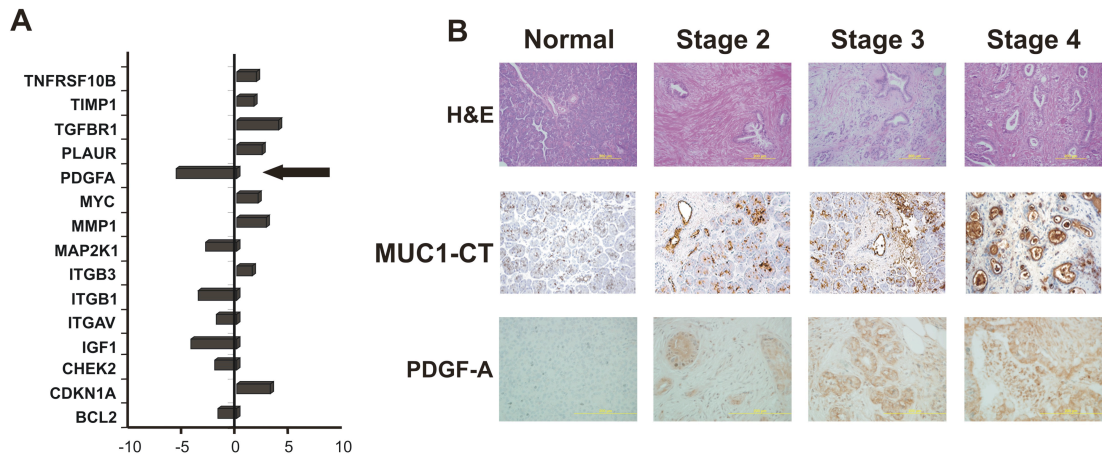 A
TNFRSF10B
TIMP1
TGFBR1
PLAUR
PDGFA
MYC
MMP1
MAP2K1
ITGB3
ITGB1
ITGAV
IGF1
CHEK2
CDKN1A
BCL2
-10 -5 0 5 10
B
Normal Stage 2 Stage 3 Stage 4
H&E
MUC1-CT
PDGF-A